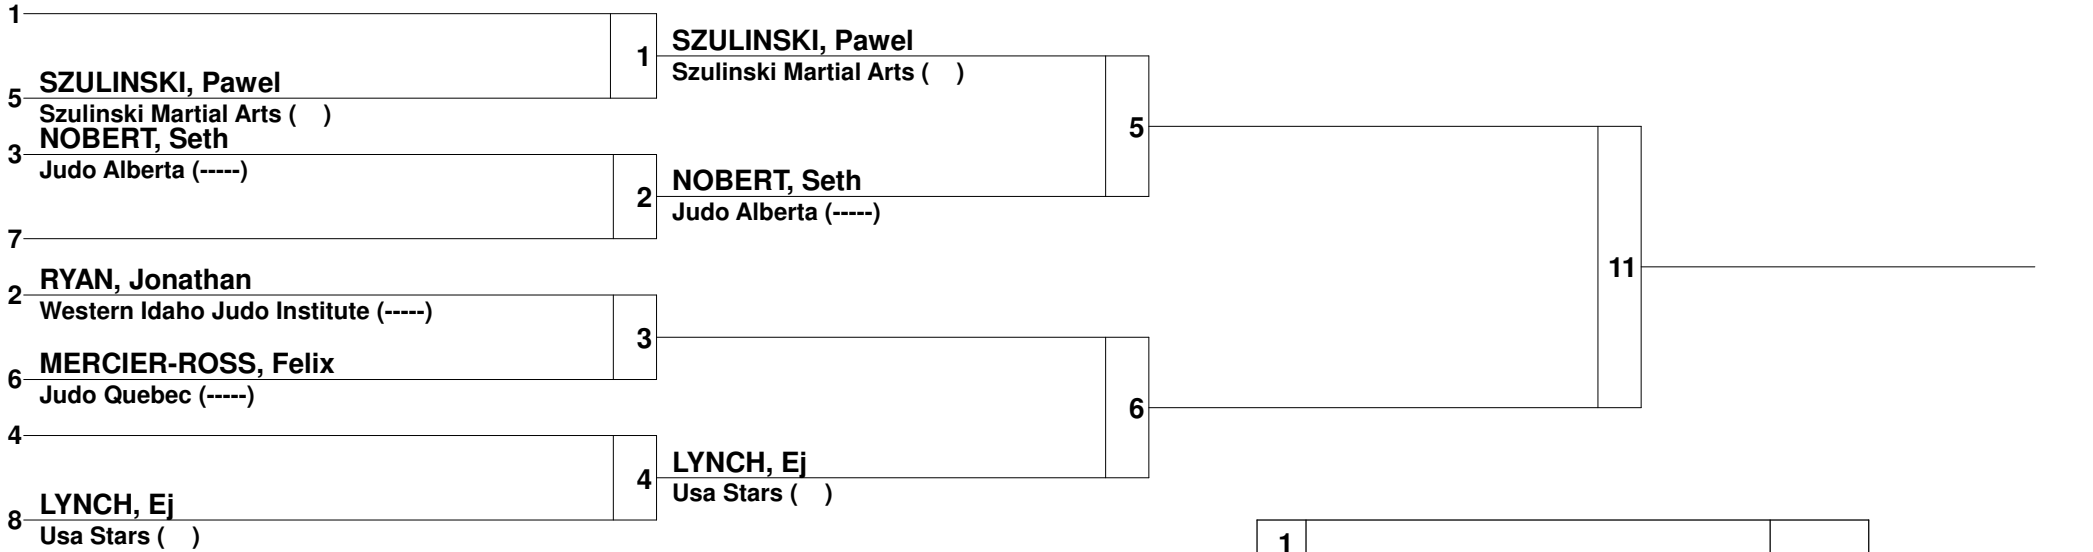 1
SZULINSKI, Pawel
5
Szulinski Martial Arts ( )
1
SZULINSKI, Pawel
Szulinski Martial Arts ( )
NOBERT, Seth
3
Judo Alberta (-----)
7
2
NOBERT, Seth
Judo Alberta (-----)
5
RYAN, Jonathan
2
Western Idaho Judo Institute (-----)
MERCIER-ROSS, Felix
6
Judo Quebec (-----)
3
4
LYNCH, Ej
8
Usa Stars ( )
4
LYNCH, Ej
Usa Stars ( )
6
11
1